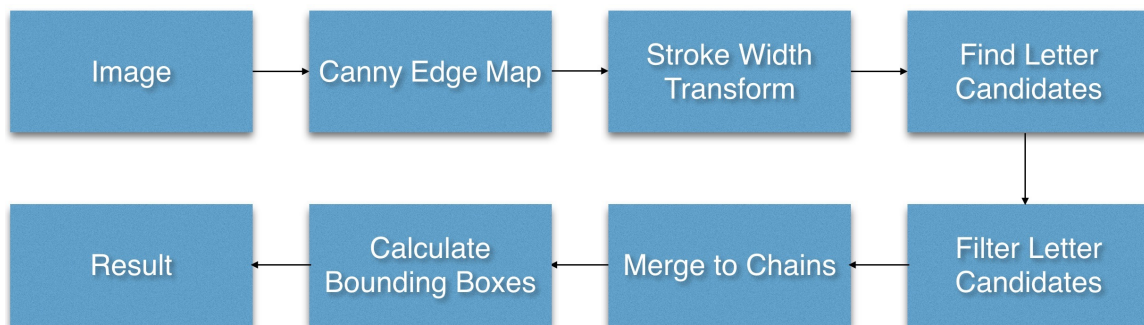 Image
Canny Edge Map
Stroke Width
Transform
Find Letter
Candidates
Filter Letter
Candidates
Merge to Chains
Calculate
Bounding Boxes
Result